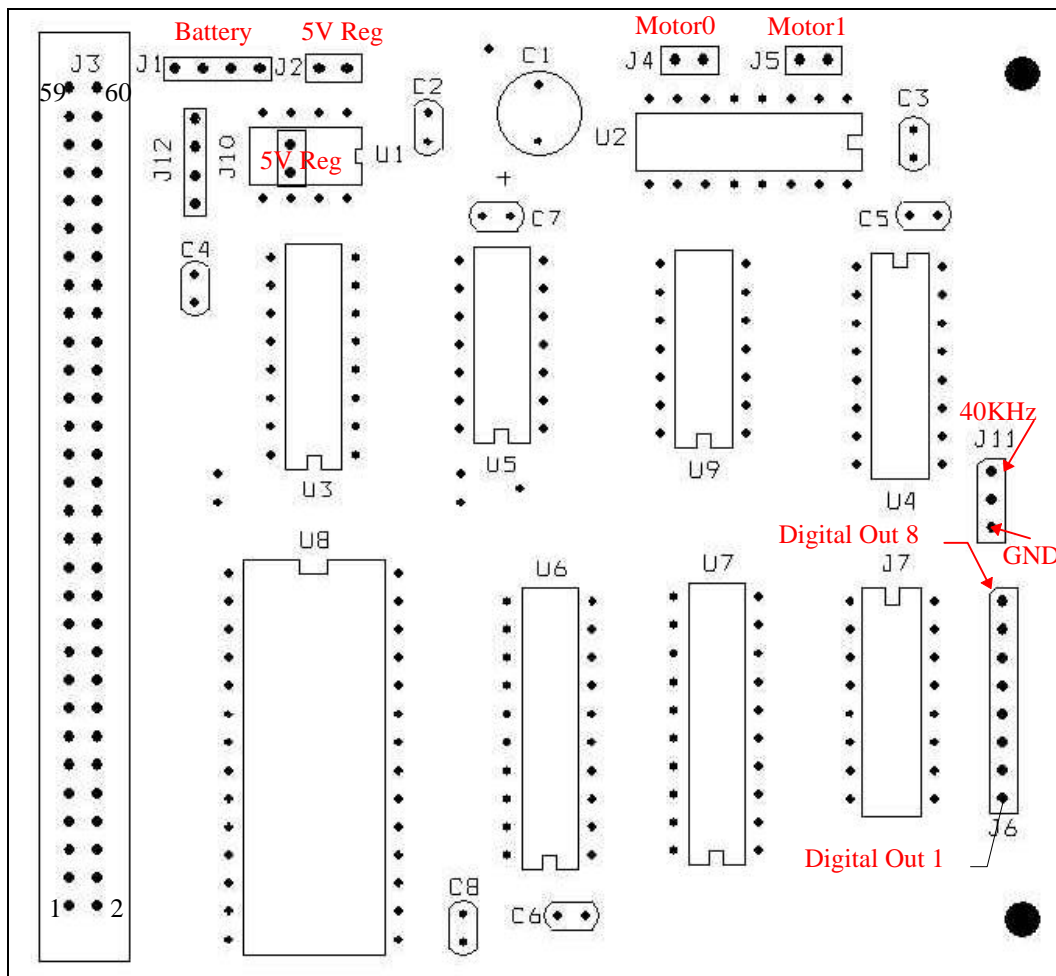 Battery
5V Reg
Motor0
Motor1
J3
J1
J2
J4
J5
C1
59
60
C2
C3
J12
J10
5V Reg
U1
U2
+
C7
C5
C4
U3
U5
U9
U4
40KHz
J11
Digital Out 8
GND
U8
U6
U7
J7
J6
Digital Out 1
1
2
C8
C6